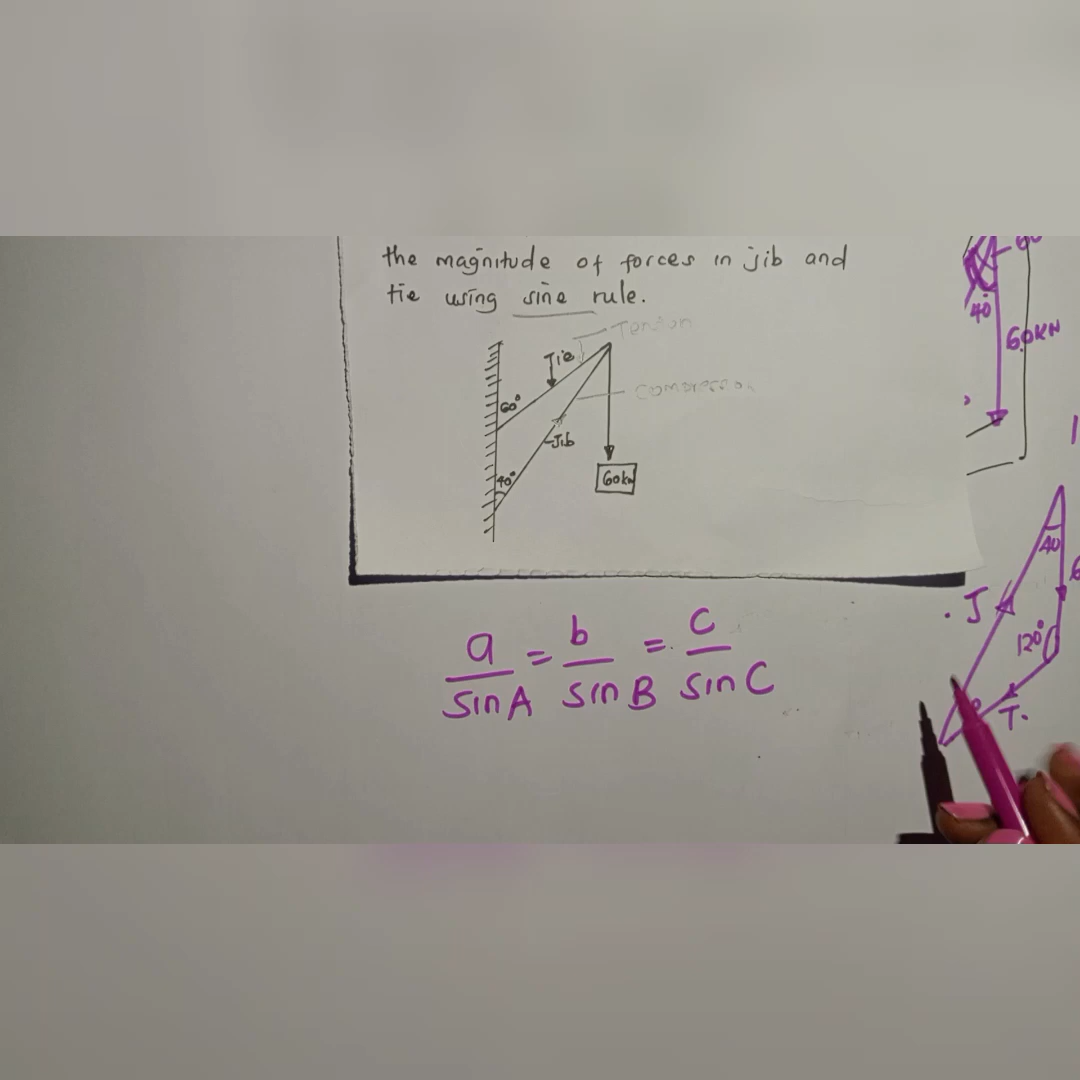 the magnitude of forces in jib and
tie using sine rule.
Tension
Tie
Compression
60°
Jib
40°
60kN
40°
60KN
a/sinA = b/sinB = c/sinC
J
40
120°
T.